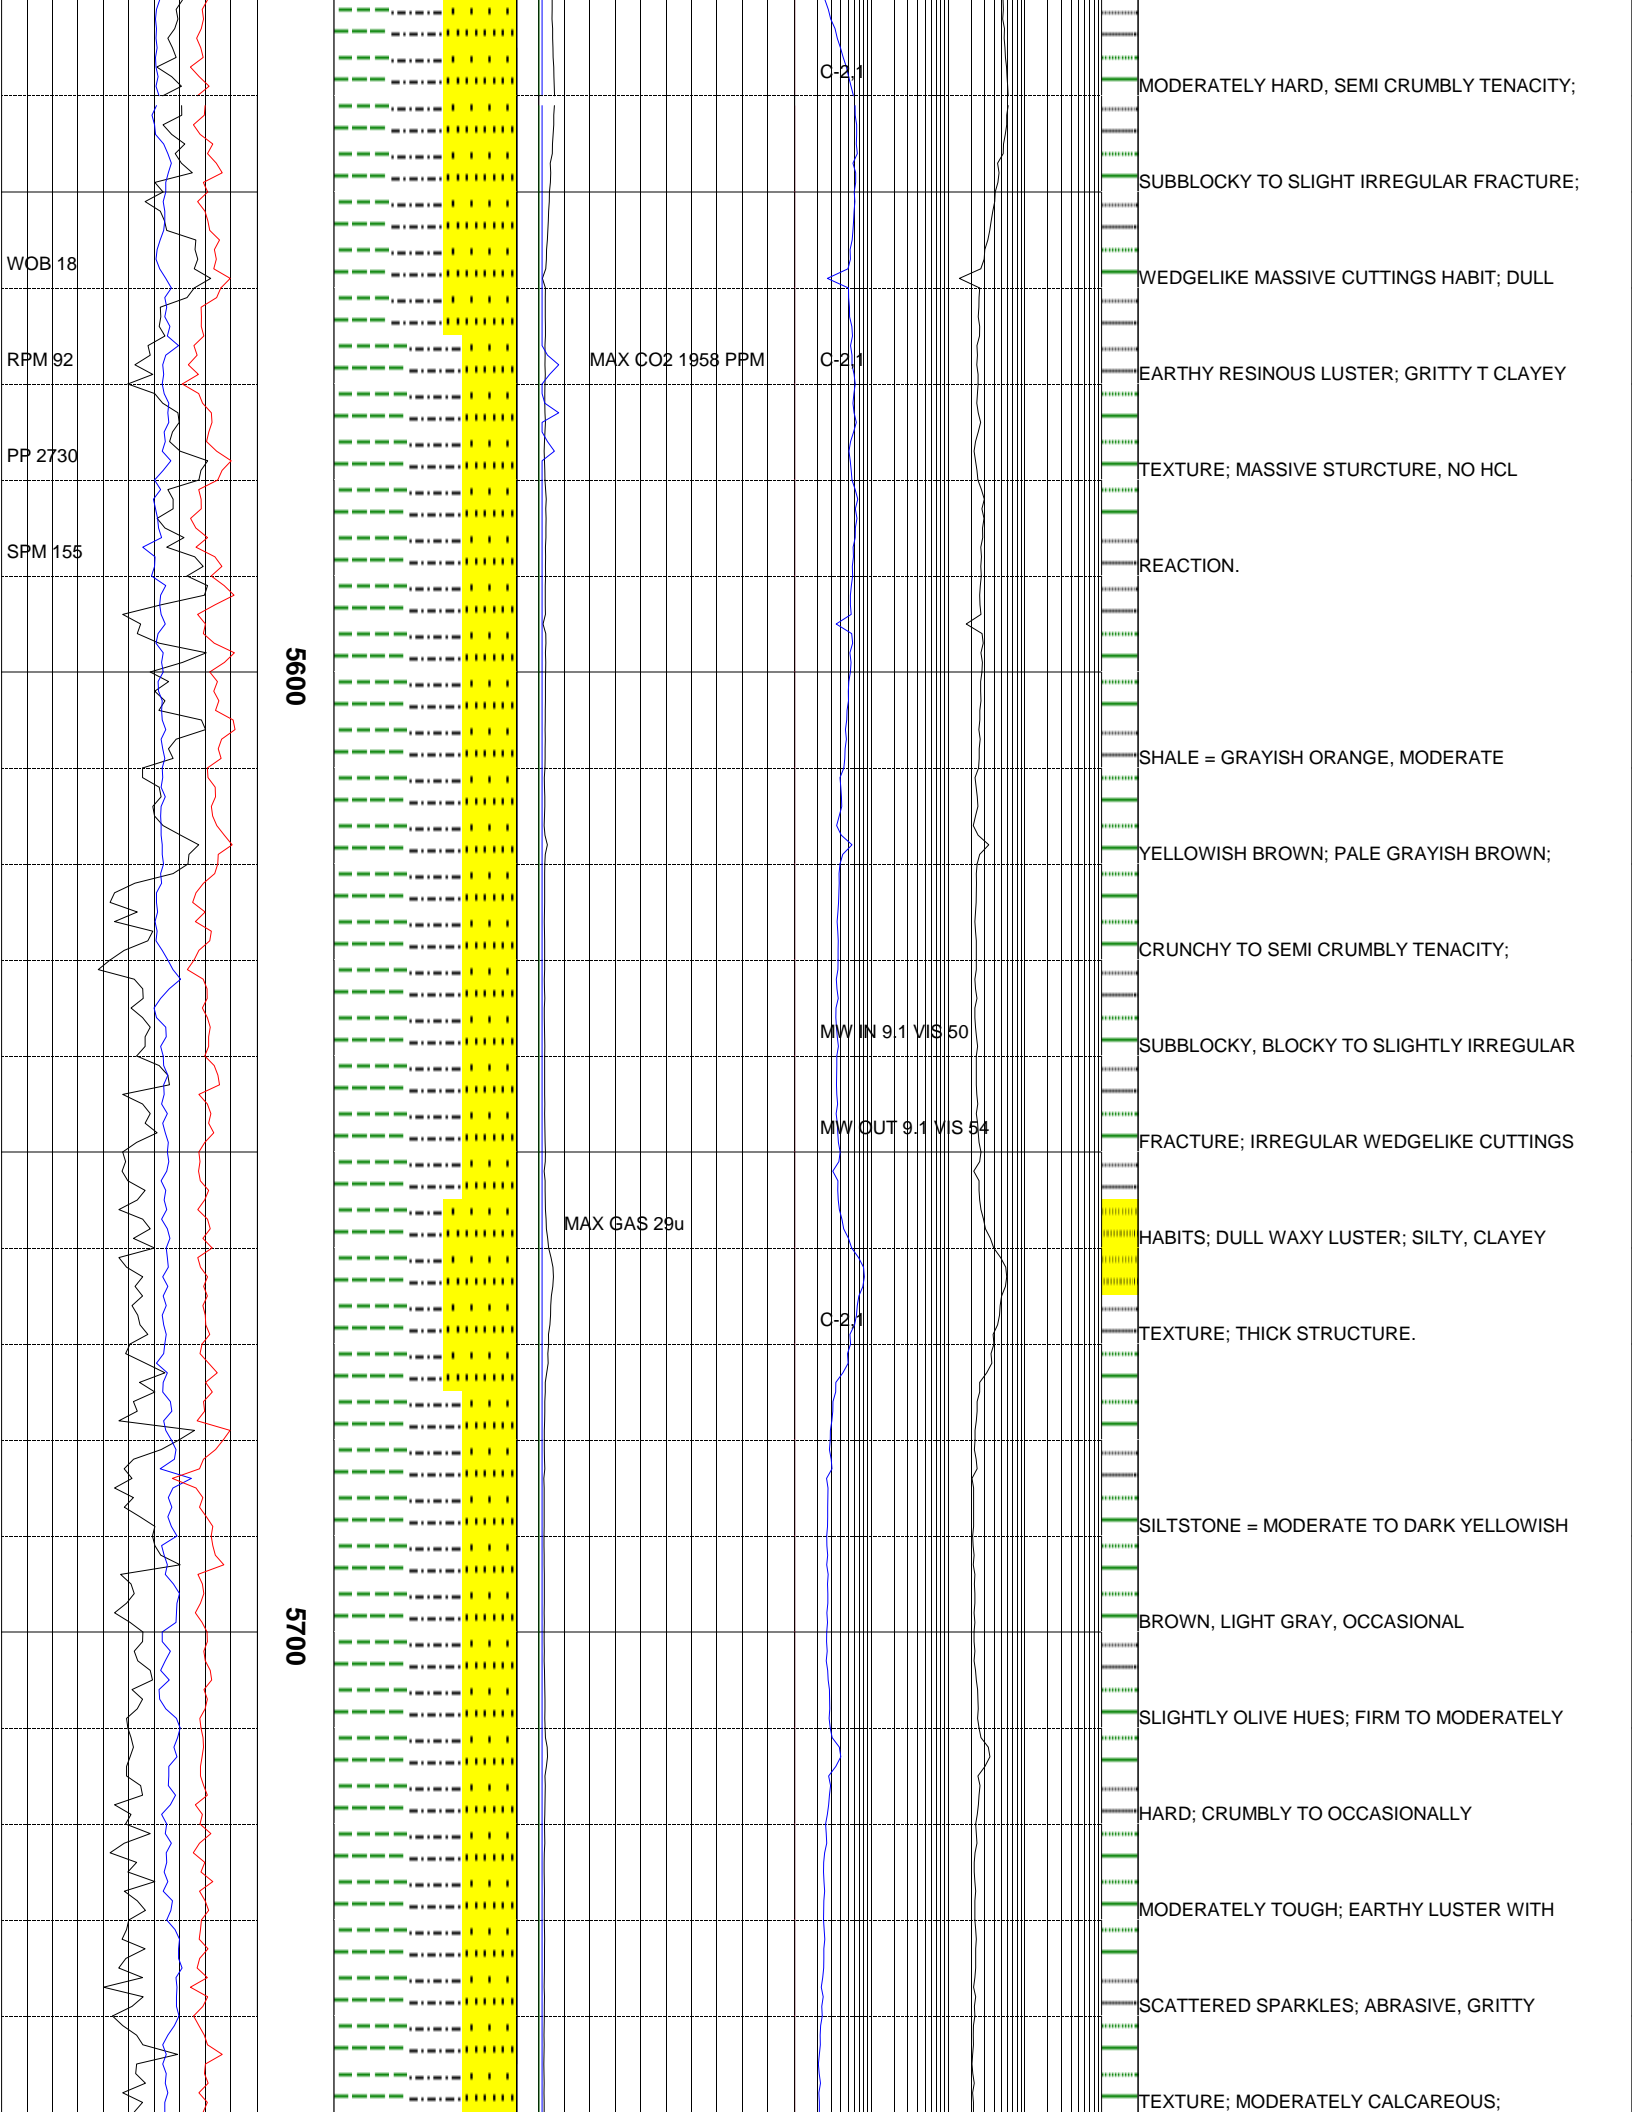 C-2,1
MODERATELY HARD, SEMI CRUMBLY TENACITY;
SUBBLOCKY TO SLIGHT IRREGULAR FRACTURE;
WOB 18
WEDGELIKE MASSIVE CUTTINGS HABIT; DULL
RPM 92
MAX CO2 1958 PPM
C-2,1
EARTHY RESINOUS LUSTER; GRITTY T CLAYEY
PP 2730
TEXTURE; MASSIVE STURCTURE, NO HCL
SPM 155
REACTION.
5600
SHALE = GRAYISH ORANGE, MODERATE
YELLOWISH BROWN; PALE GRAYISH BROWN;
CRUNCHY TO SEMI CRUMBLY TENACITY;
MW IN 9.1 VIS 50
SUBBLOCKY, BLOCKY TO SLIGHTLY IRREGULAR
MW OUT 9.1 VIS 54
FRACTURE; IRREGULAR WEDGELIKE CUTTINGS
MAX GAS 29u
HABITS; DULL WAXY LUSTER; SILTY, CLAYEY
C-2,1
TEXTURE; THICK STRUCTURE.
SILTSTONE = MODERATE TO DARK YELLOWISH
5700
BROWN, LIGHT GRAY, OCCASIONAL
SLIGHTLY OLIVE HUES; FIRM TO MODERATELY
HARD; CRUMBLY TO OCCASIONALLY
MODERATELY TOUGH; EARTHY LUSTER WITH
SCATTERED SPARKLES; ABRASIVE, GRITTY
TEXTURE; MODERATELY CALCAREOUS;